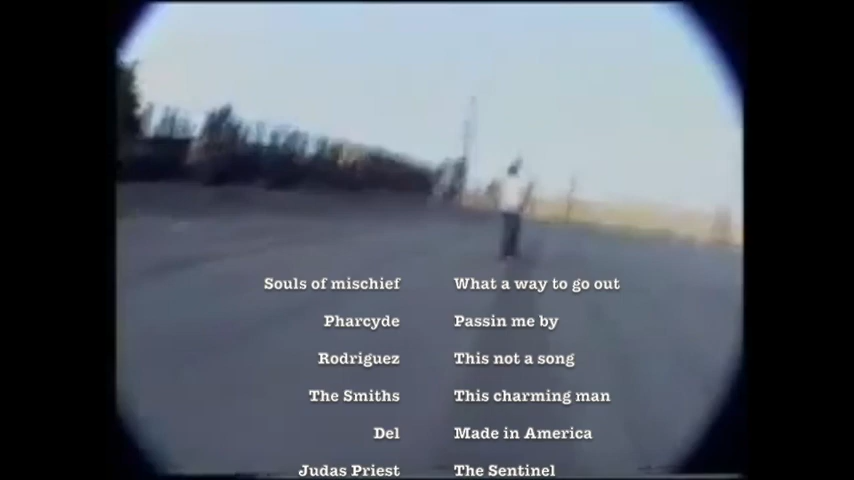 Souls of mischief What a way to go out
Pharcyde Passin me by
Rodriguez This not a song
The Smiths This charming man
Del Made in America
Judas Priest The Sentinel